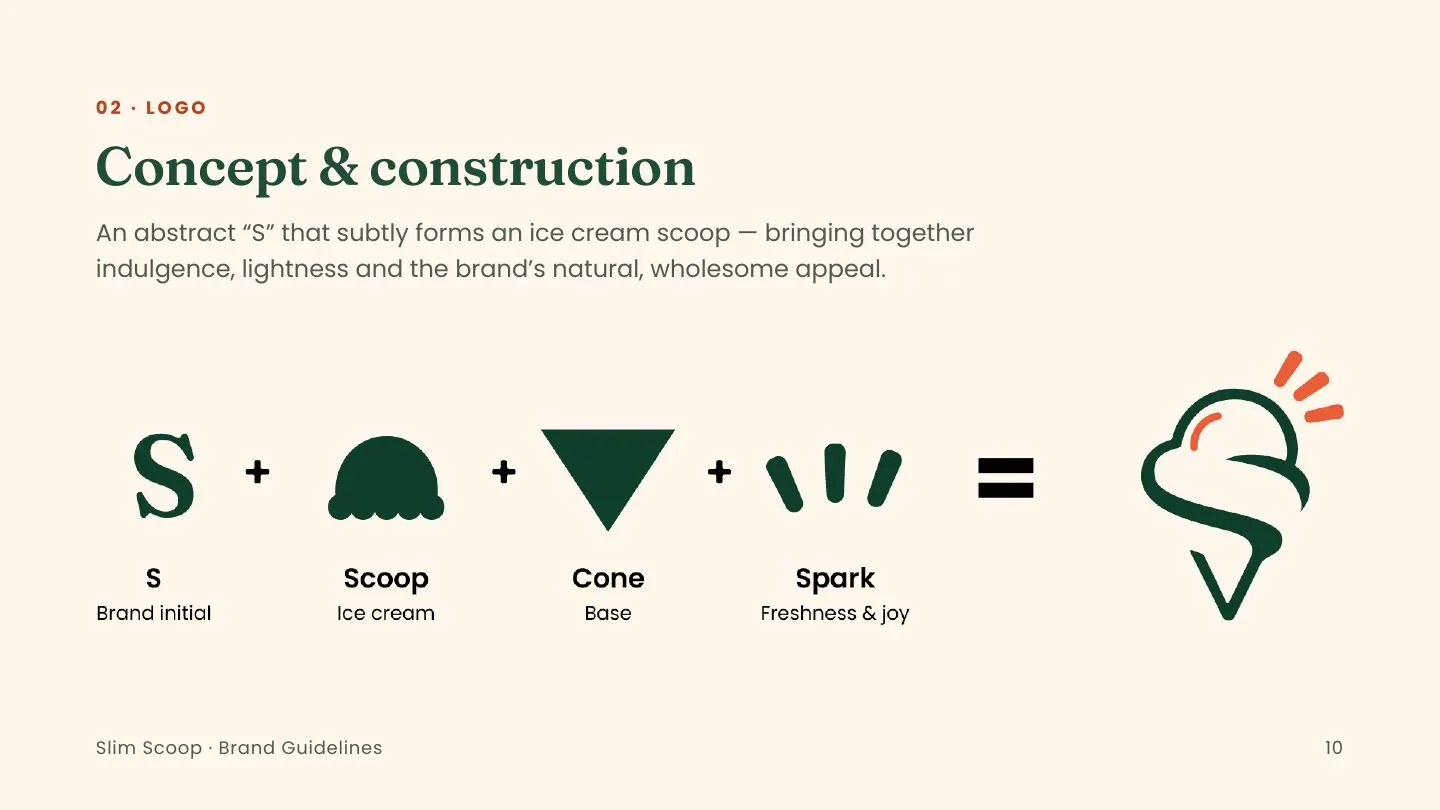 02 · LOGO
Concept & construction
An abstract “S” that subtly forms an ice cream scoop — bringing together
indulgence, lightness and the brand’s natural, wholesome appeal.
S + + + =
S
Brand initial
Scoop
Ice cream
Cone
Base
Spark
Freshness & joy
Slim Scoop · Brand Guidelines
10